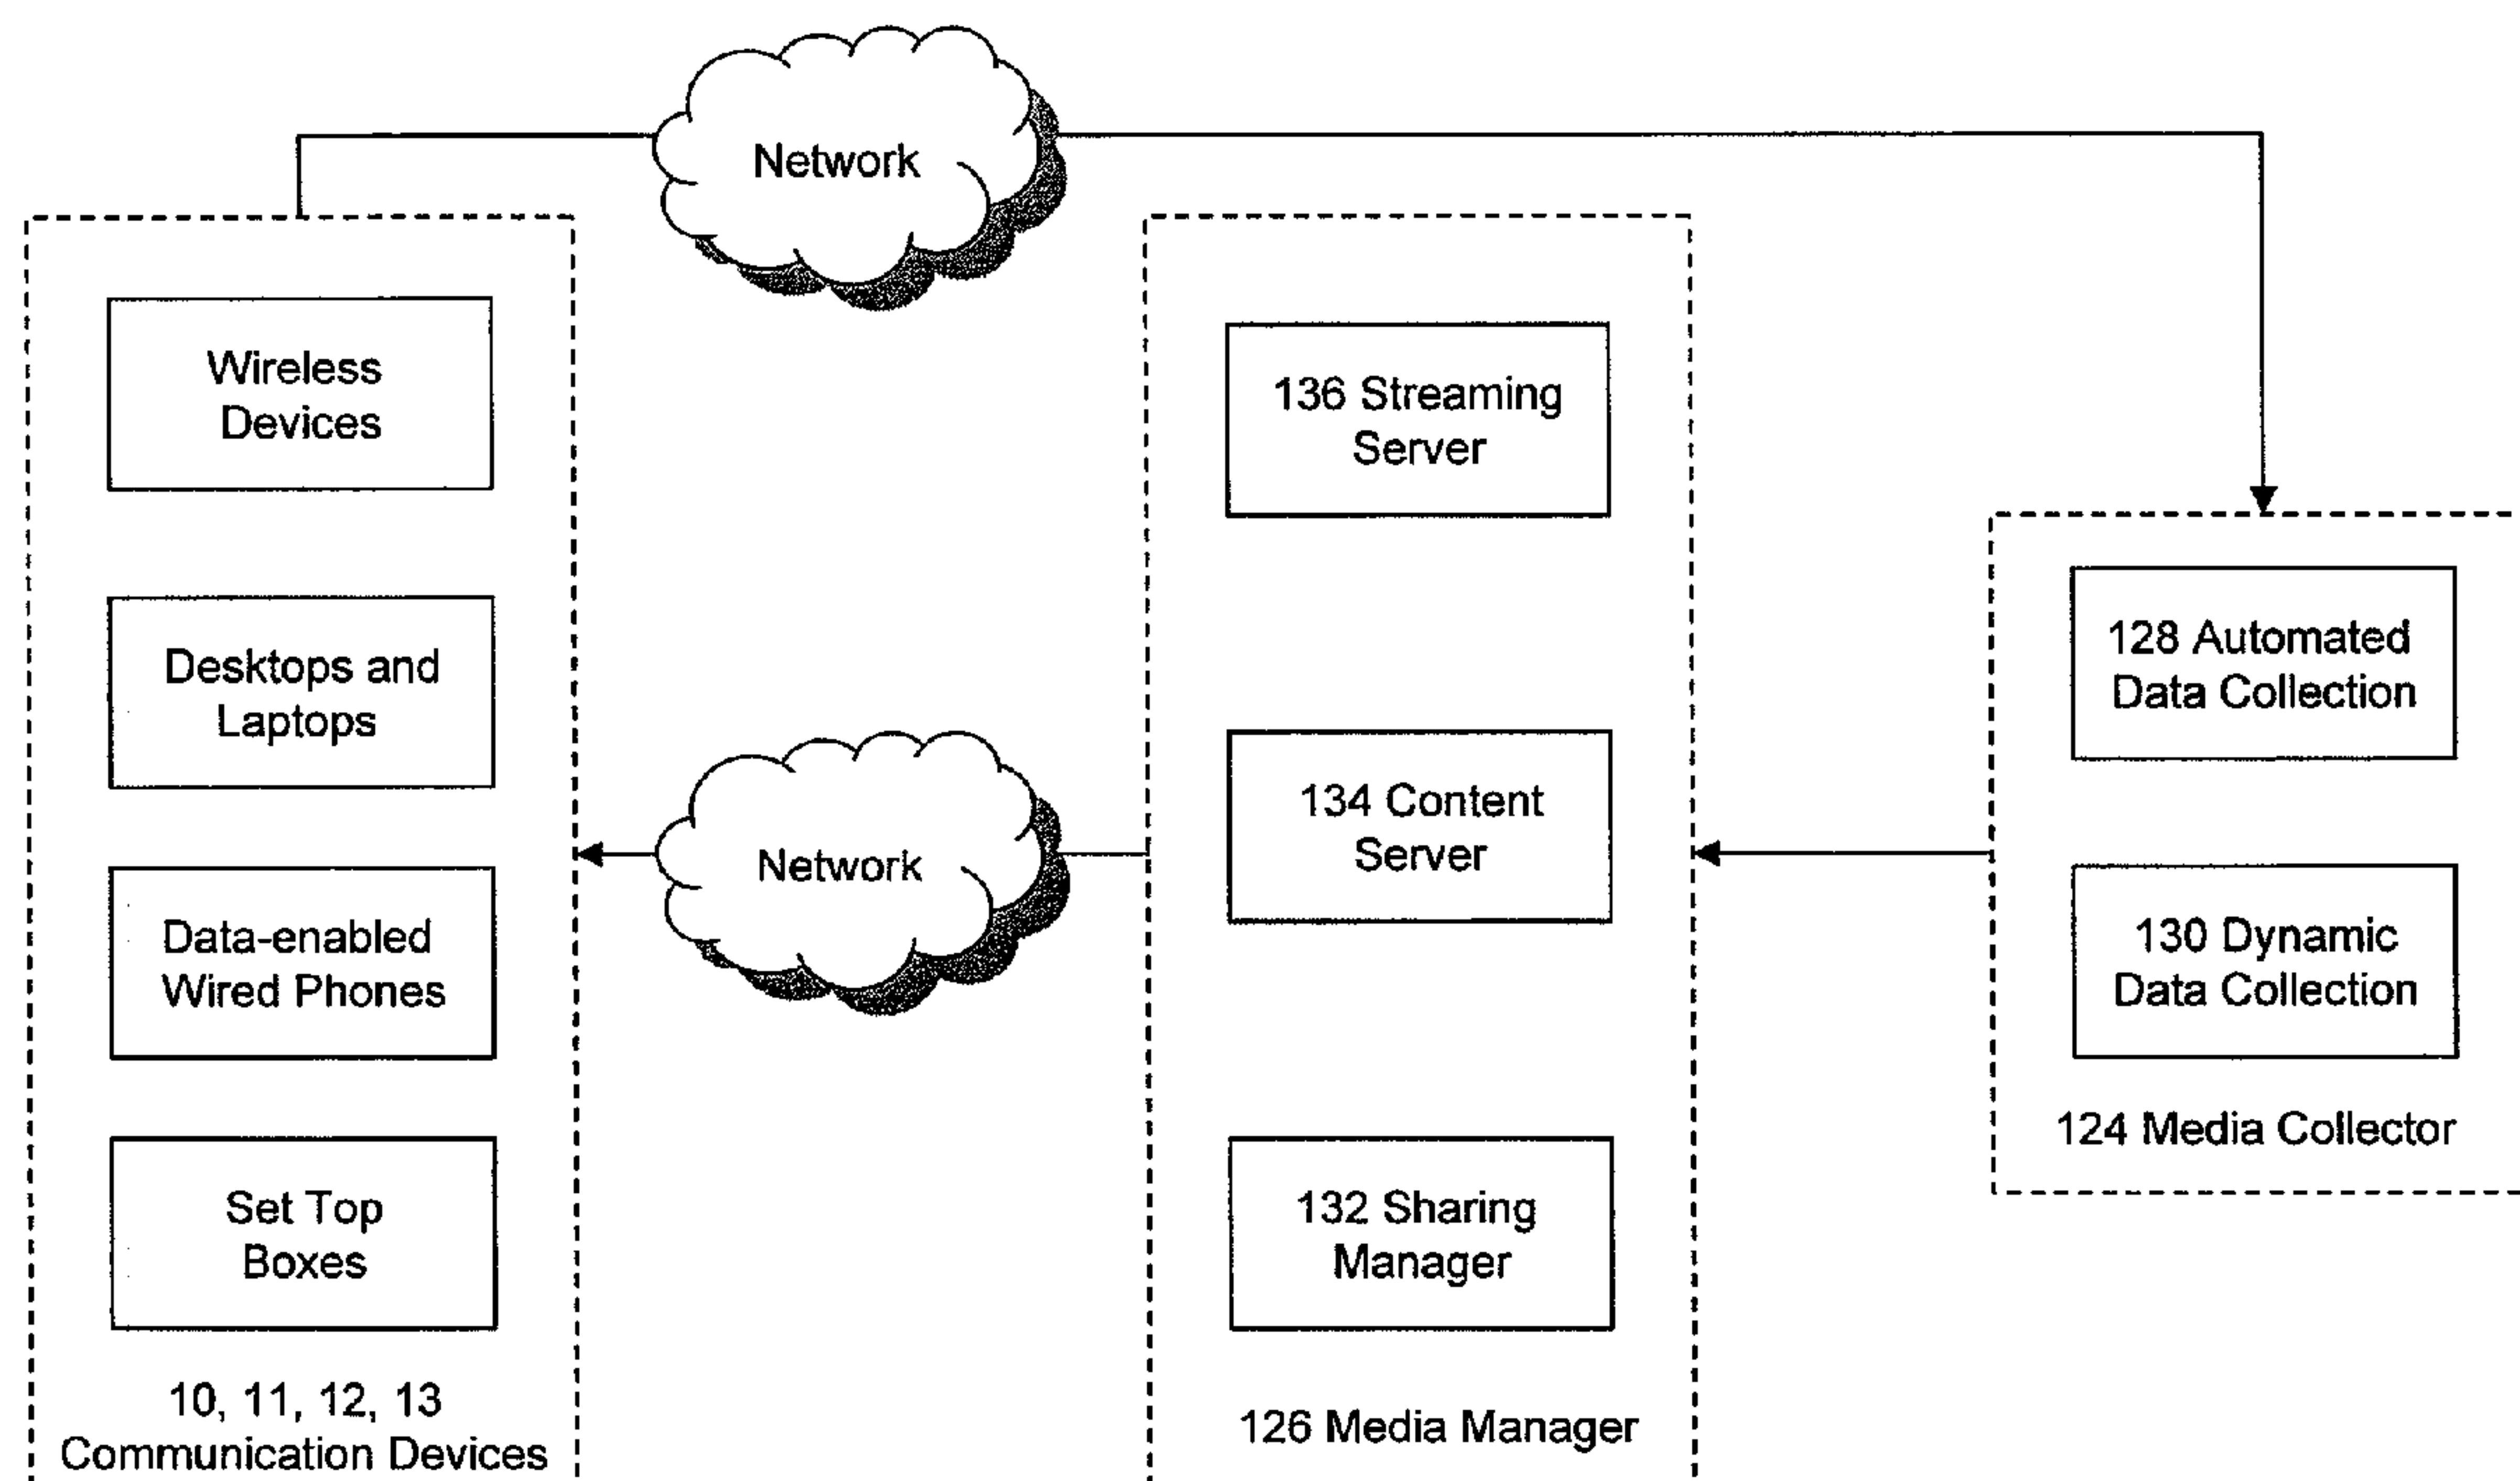 Network
Wireless
Devices
Desktops and
Laptops
Data-enabled
Wired Phones
Set Top
Boxes
10, 11, 12, 13
Communication Devices
Network
136 Streaming
Server
134 Content
Server
132 Sharing
Manager
126 Media Manager
128 Automated
Data Collection
130 Dynamic
Data Collection
124 Media Collector